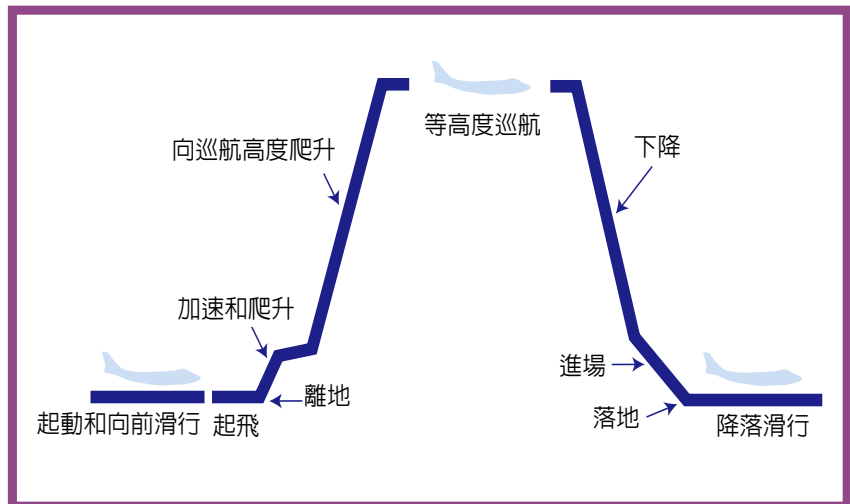 等高度巡航
向巡航高度爬升
下降
加速和爬升
進場
離地
落地
起動和向前滑行
起飛
降落滑行